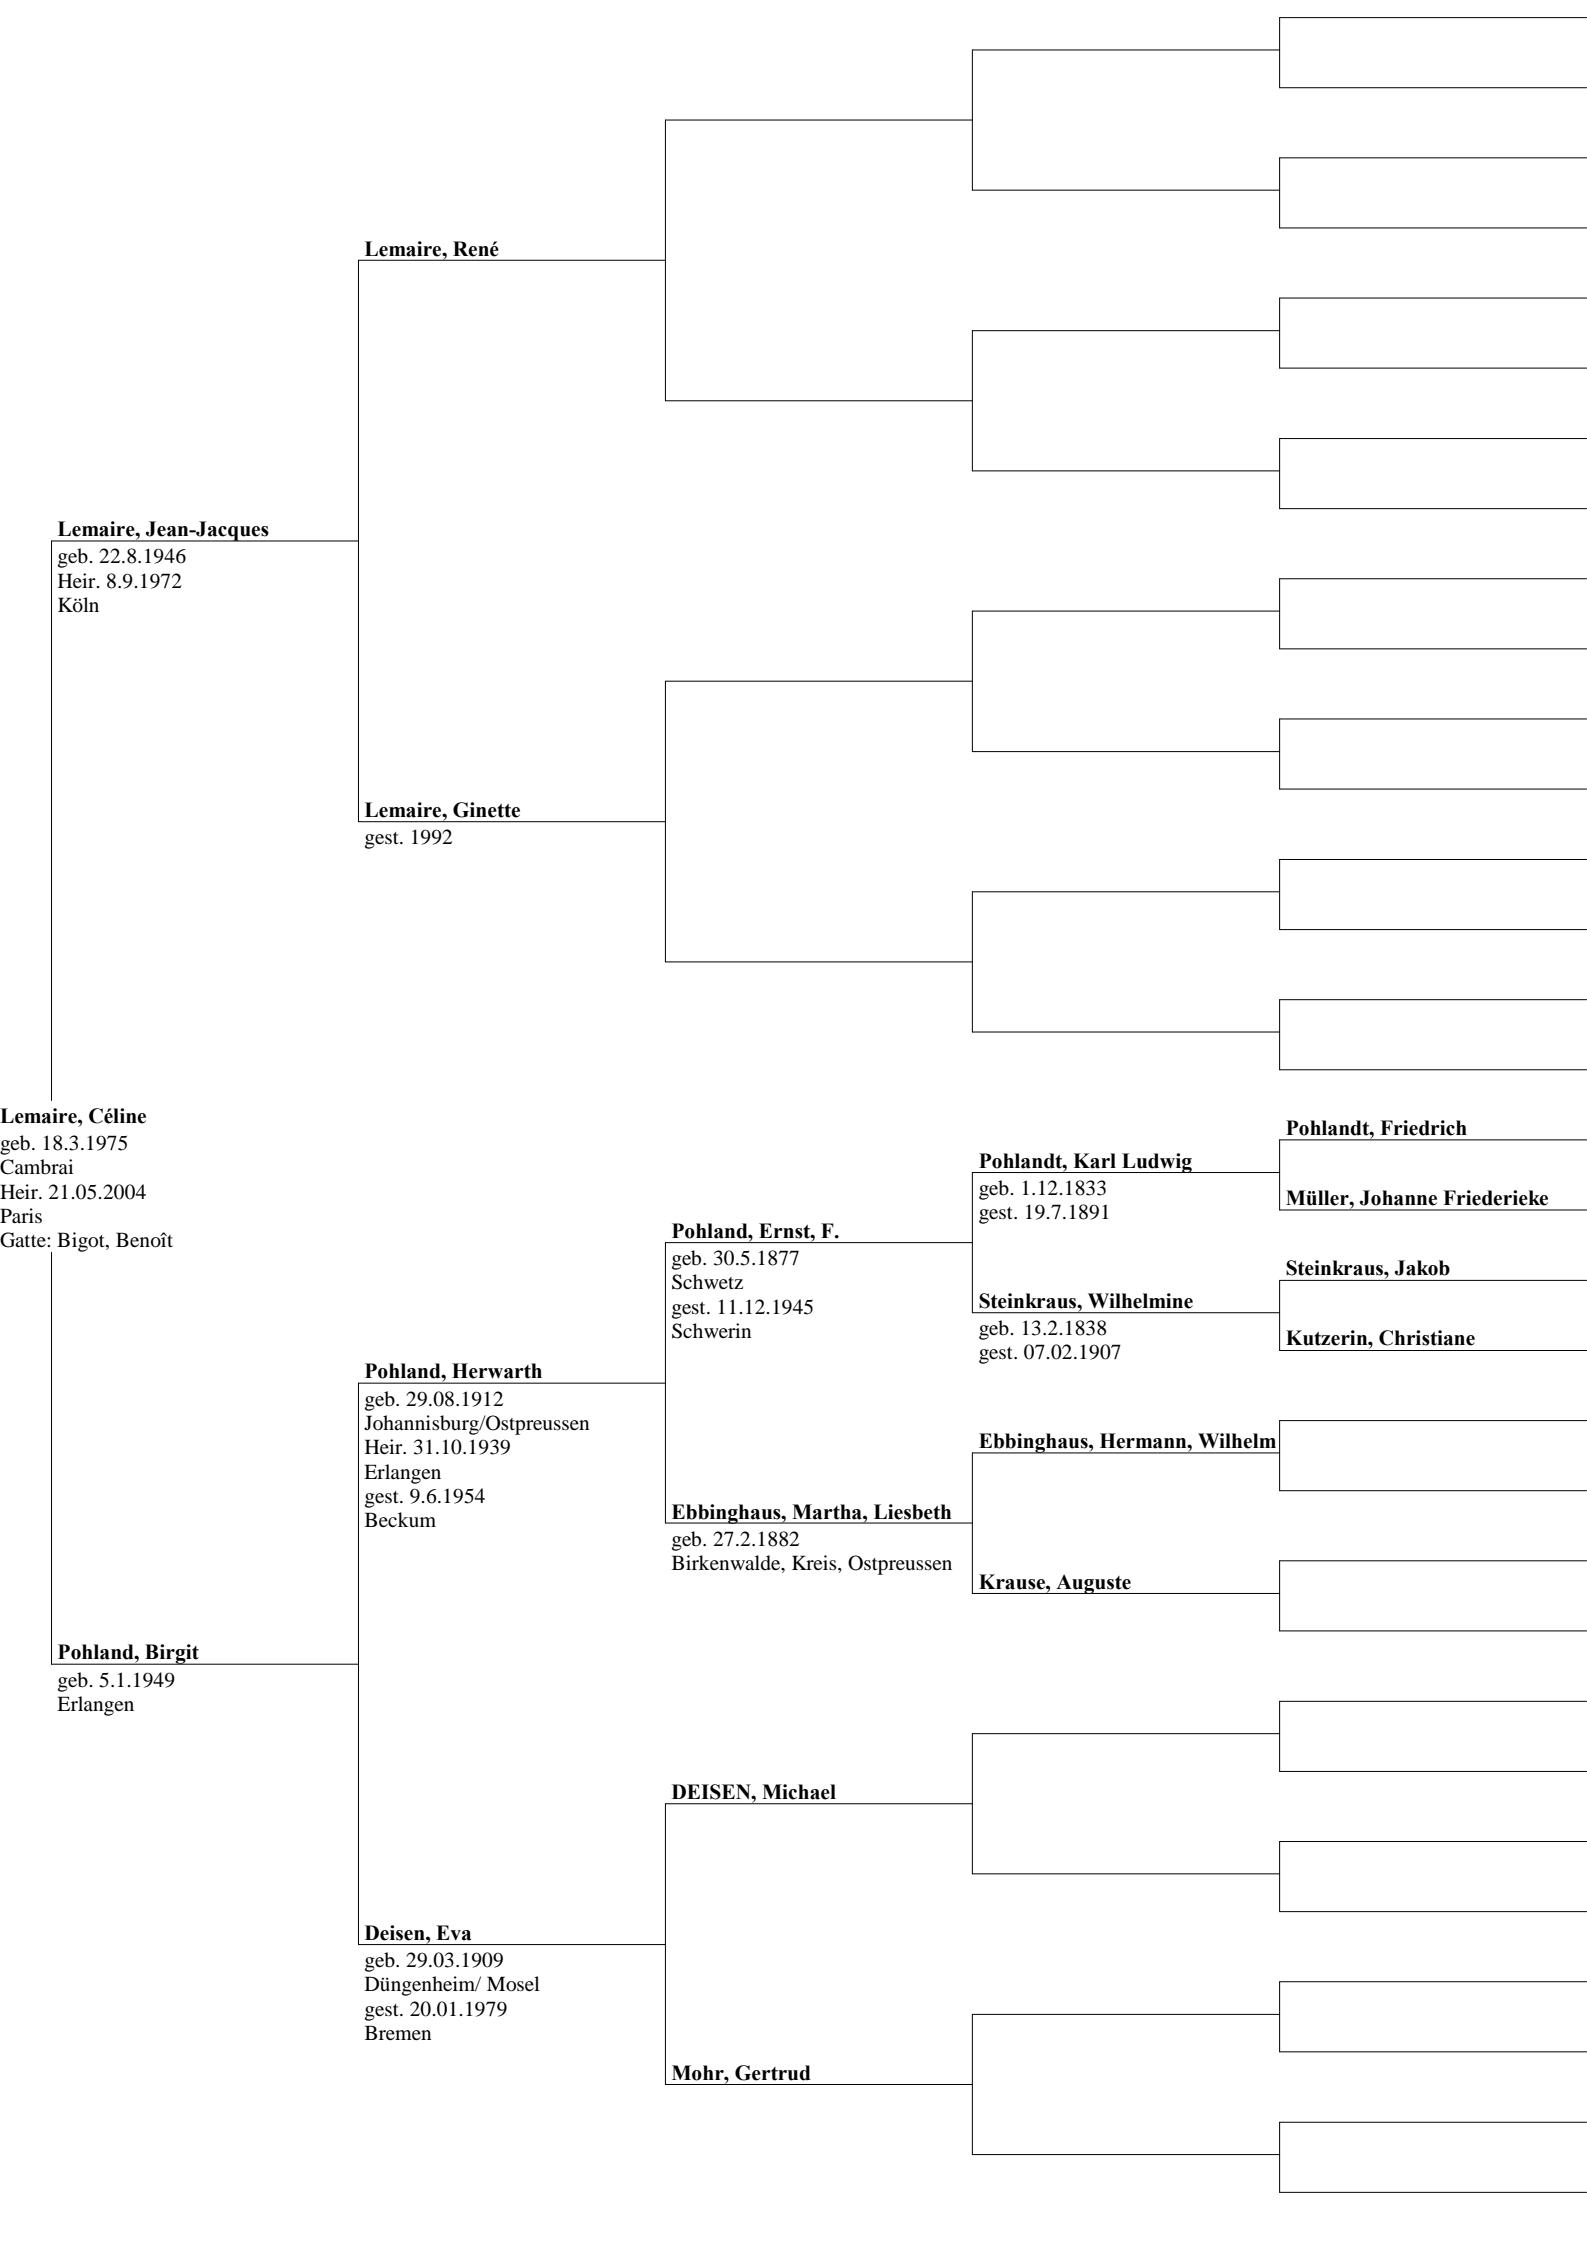 Lemaire, René
Lemaire, Jean-Jacques
geb. 22.8.1946
Heir. 8.9.1972
Köln
Lemaire, Ginette
gest. 1992
Lemaire, Céline
geb. 18.3.1975
Cambrai
Heir. 21.05.2004
Paris
Gatte: Bigot, Benoît
Pohlandt, Friedrich
Pohlandt, Karl Ludwig
geb. 1.12.1833
gest. 19.7.1891
Müller, Johanne Friederieke
Pohland, Ernst, F.
geb. 30.5.1877
Schwetz
gest. 11.12.1945
Schwerin
Steinkraus, Jakob
Steinkraus, Wilhelmine
geb. 13.2.1838
gest. 07.02.1907
Kutzerin, Christiane
Pohland, Herwarth
geb. 29.08.1912
Johannisburg/Ostpreussen
Heir. 31.10.1939
Erlangen
gest. 9.6.1954
Beckum
Ebbinghaus, Hermann, Wilhelm
Ebbinghaus, Martha, Liesbeth
geb. 27.2.1882
Birkenwalde, Kreis, Ostpreussen
Krause, Auguste
Pohland, Birgit
geb. 5.1.1949
Erlangen
DEISEN, Michael
Deisen, Eva
geb. 29.03.1909
Düngenheim/ Mosel
gest. 20.01.1979
Bremen
Mohr, Gertrud